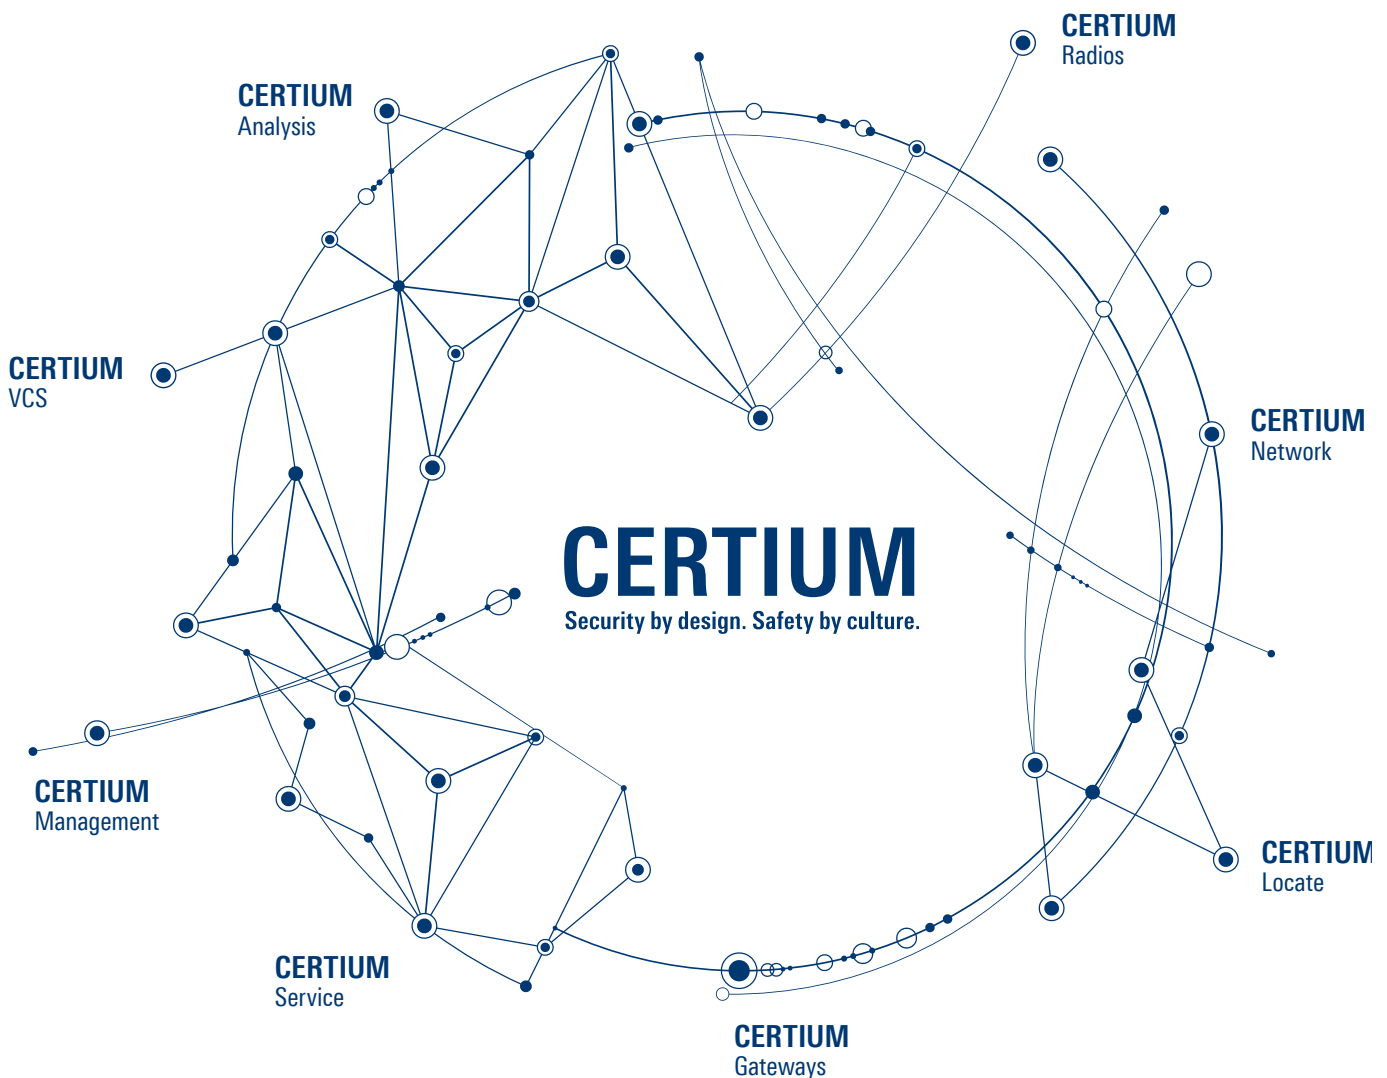 CERTIUM
Radios
CERTIUM
Analysis
CERTIUM
VCS
CERTIUM
Network
CERTIUM
Security by design. Safety by culture.
CERTIUM
Management
CERTIUM
Locate
CERTIUM
Service
CERTIUM
Gateways